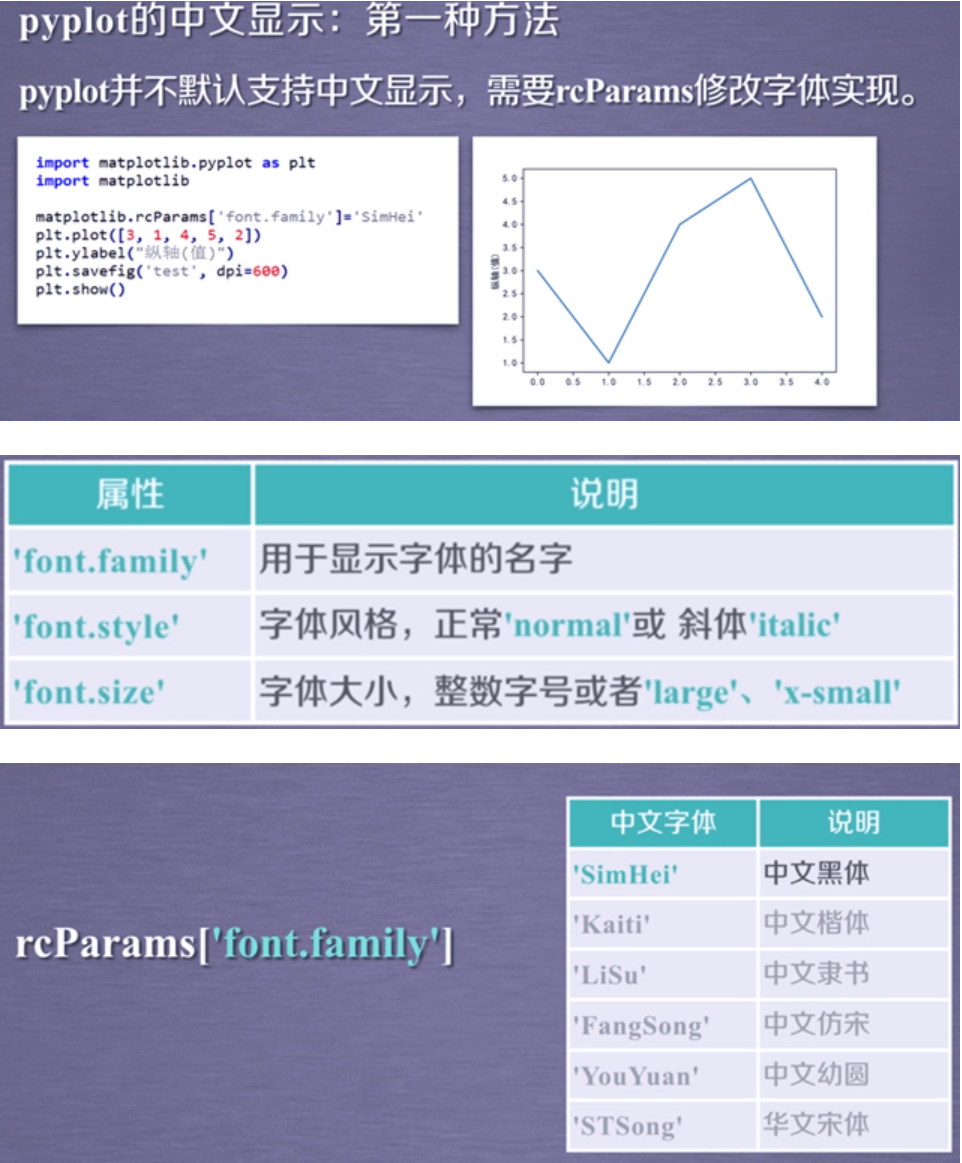 pyplot的中文显示：第一种方法
pyplot并不默认支持中文显示，需要rcParams修改字体实现。
import matplotlib.pyplot as plt
import matplotlib
matplotlib.rcParams['font.family']='SimHei'
plt.plot([3, 1, 4, 5, 2])
plt.ylabel("纵轴(值)")
plt.savefig('test', dpi=600)
plt.show()
5.0
4.5
4.0
3.5
3.0
2.5
2.0
1.5
1.0
纵轴(值)
0.0 0.5 1.0 1.5 2.0 2.5 3.0 3.5 4.0
属性 说明
'font.family' 用于显示字体的名字
'font.style' 字体风格，正常'normal'或 斜体'italic'
'font.size' 字体大小，整数字号或者'large'、'x-small'
rcParams['font.family']
中文字体 说明
'SimHei' 中文黑体
'Kaiti' 中文楷体
'LiSu' 中文隶书
'FangSong' 中文仿宋
'YouYuan' 中文幼圆
'STSong' 华文宋体